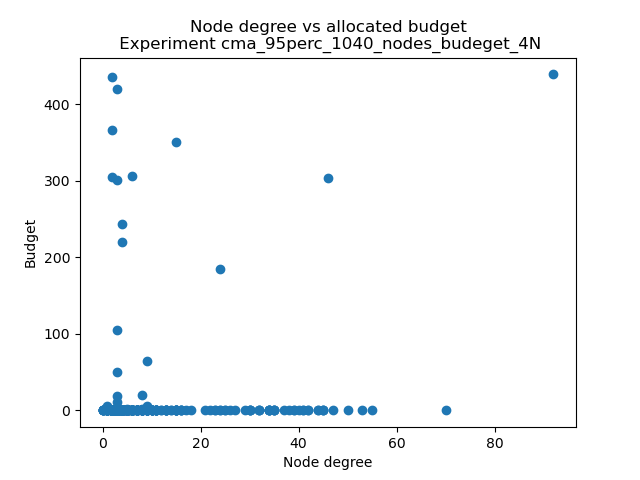 Node degree vs allocated budget
Experiment cma_95perc_1040_nodes_budeget_4N
400
300
200
100
0
Budget
0 20 40 60 80
Node degree